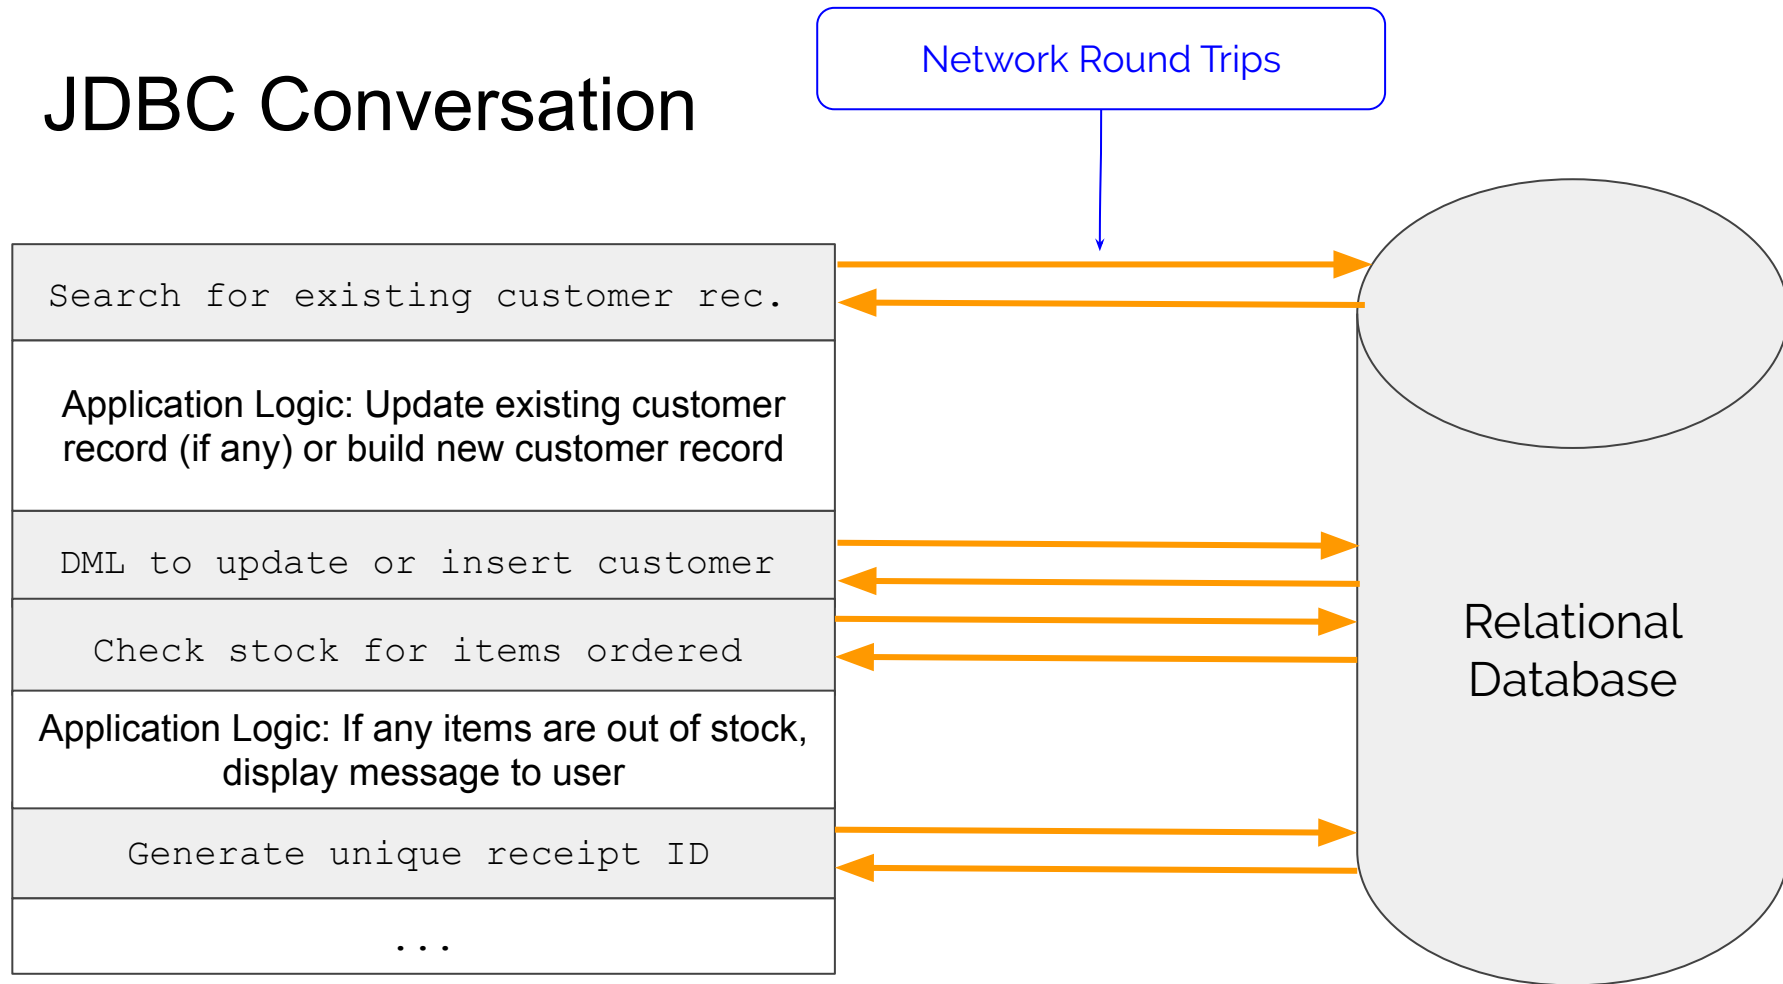 JDBC Conversation
Network Round Trips
Search for existing customer rec.
Application Logic: Update existing customer
record (if any) or build new customer record
DML to update or insert customer
Check stock for items ordered
Application Logic: If any items are out of stock,
display message to user
Generate unique receipt ID
...
Relational
Database